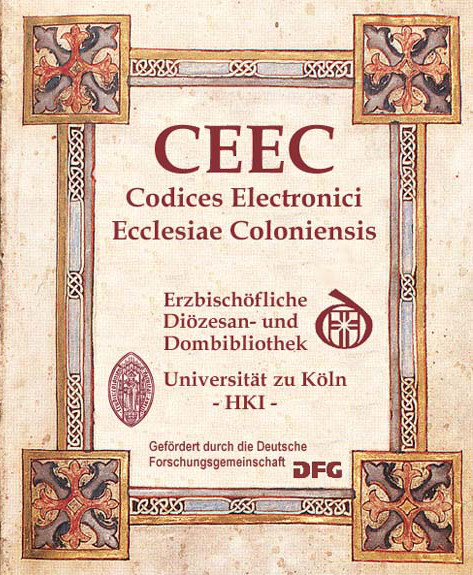 CEEC
Codices Electronici
Ecclesiae Coloniensis
Erzbischöfliche
Diözesan- und
Dombibliothek
Universität zu Köln
- HKI -
Gefördert durch die Deutsche
Forschungsgemeinschaft DFG